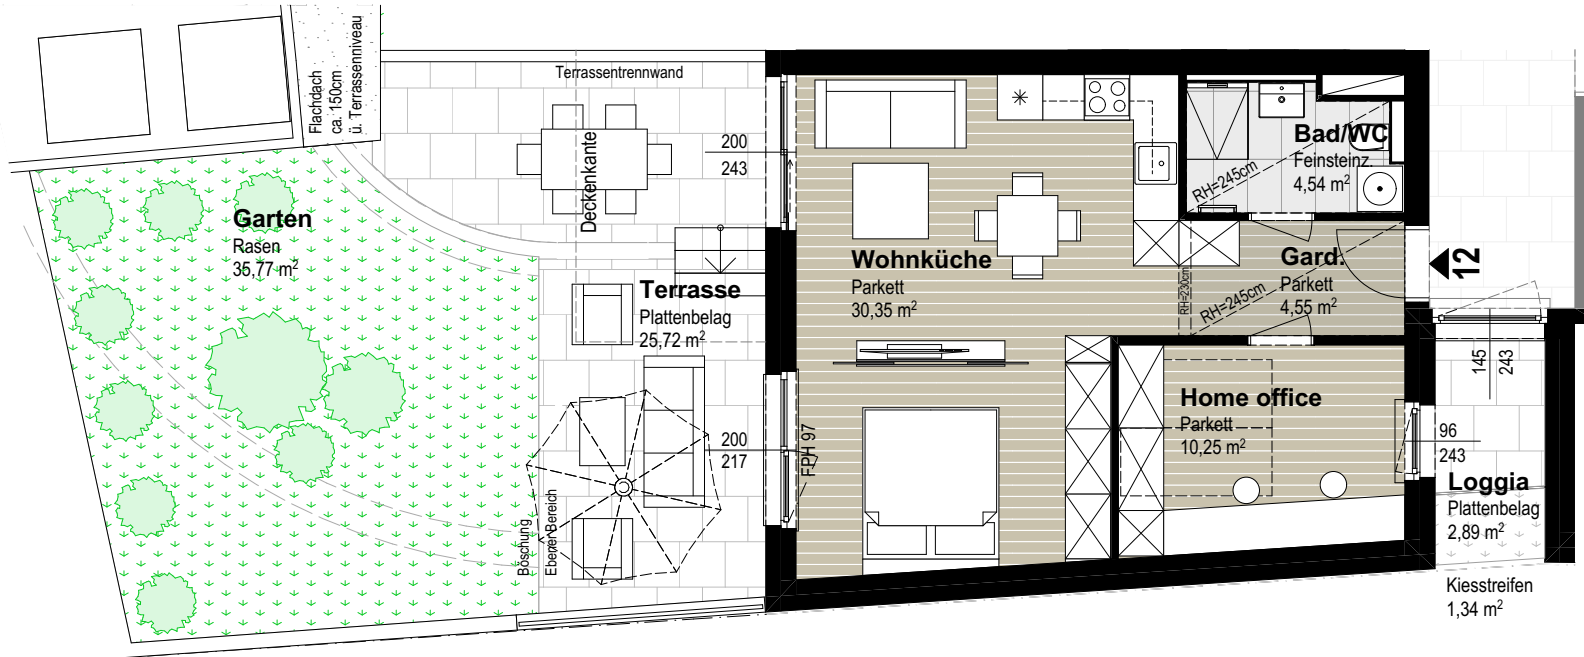 Flachdach
ca. 150cm
ü. Terrassenniveau
Terrassentrennwand
Deckenkante
200
243
Garten
Rasen
35,77 m²
Terrasse
Plattenbelag
25,72 m²
Wohnküche
Parkett
30,35 m²
Bad/WC
Feinsteinz.
4,54 m²
RH=245cm
Gard.
Parkett
4,55 m²
RH=230cm
RH=245cm
12
145
243
Home office
Parkett
10,25 m²
200
217
FPH 97
96
243
Loggia
Plattenbelag
2,89 m²
Böschung
Ebener Bereich
Kiesstreifen
1,34 m²